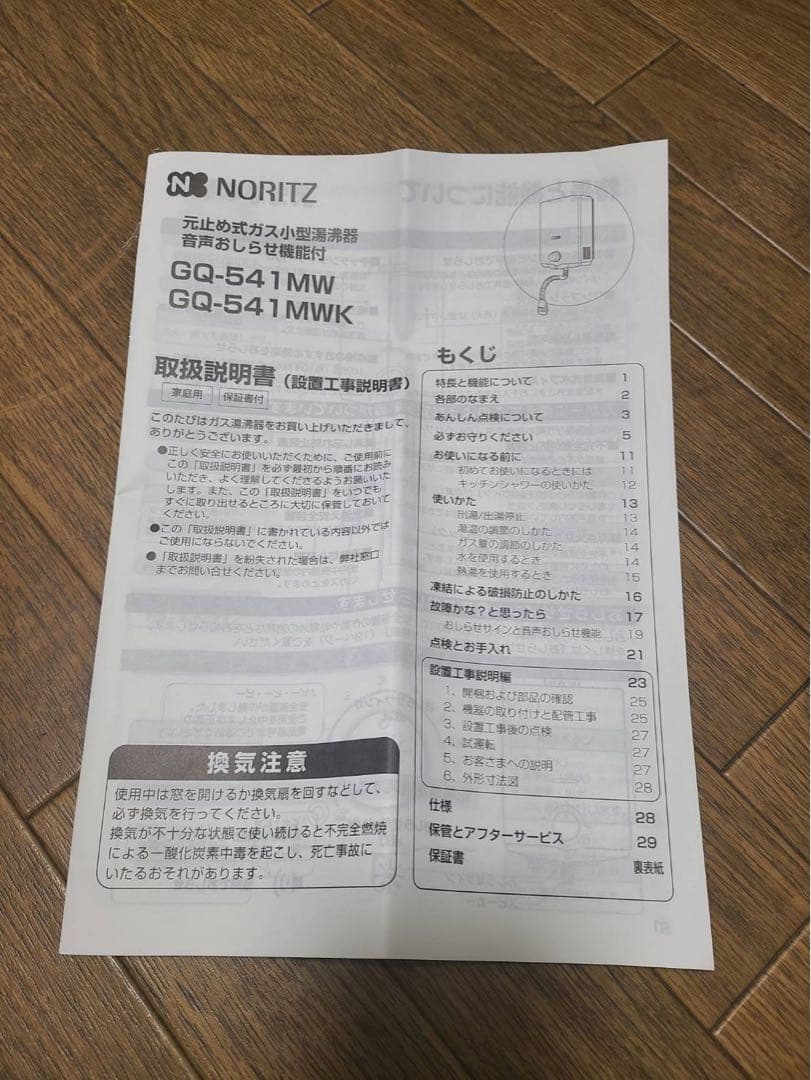 NORITZ
元止め式ガス小型湯沸器
音声おしらせ機能付
GQ-541MW
GQ-541MWK
取扱説明書(設置工事説明書)
家庭用 保証書付
このたびはガス湯沸器をお買い上げいただきまして、
ありがとうございます。
●正しく安全にお使いいただくために、ご使用前に
この「取扱説明書」を必ず最初から順番にお読み
いただき、よく理解してくださるようお願いいた
します。また、この「取扱説明書」をいつでも
すぐに取り出せるところに大切に保管しておいて
ください。
●この「取扱説明書」に書かれている内容以外では
ご使用にならないでください。
●「取扱説明書」を紛失された場合は、弊社窓口
までお問い合せください。
換気注意
使用中は窓を開けるか換気扇を回すなどして、
必ず換気を行ってください。
換気が不十分な状態で使い続けると不完全燃焼
による一酸化炭素中毒を起こし、死亡事故に
いたるおそれがあります。
もくじ
特長と機能について 1
各部のなまえ 2
あんしん点検について 3
必ずお守りください 5
お使いになる前に 11
初めてお使いになるときには 11
キッチンシャワーの使いかた 12
使いかた 13
出湯/出湯停止 13
湯温の調節のしかた 14
ガス量の調節のしかた 14
水を使用するとき 14
熱湯を使用するとき 15
凍結による破損防止のしかた 16
故障かな?と思ったら 17
おしらせサインと音声おしらせ機能 19
点検とお手入れ 21
設置工事説明編 23
1、開梱および部品の確認 25
2、機器の取り付けと配管工事 25
3、設置工事後の点検 27
4、試運転 27
5、お客さまへの説明 27
6、外形寸法図 28
仕様 28
保管とアフターサービス 29
保証書 裏表紙